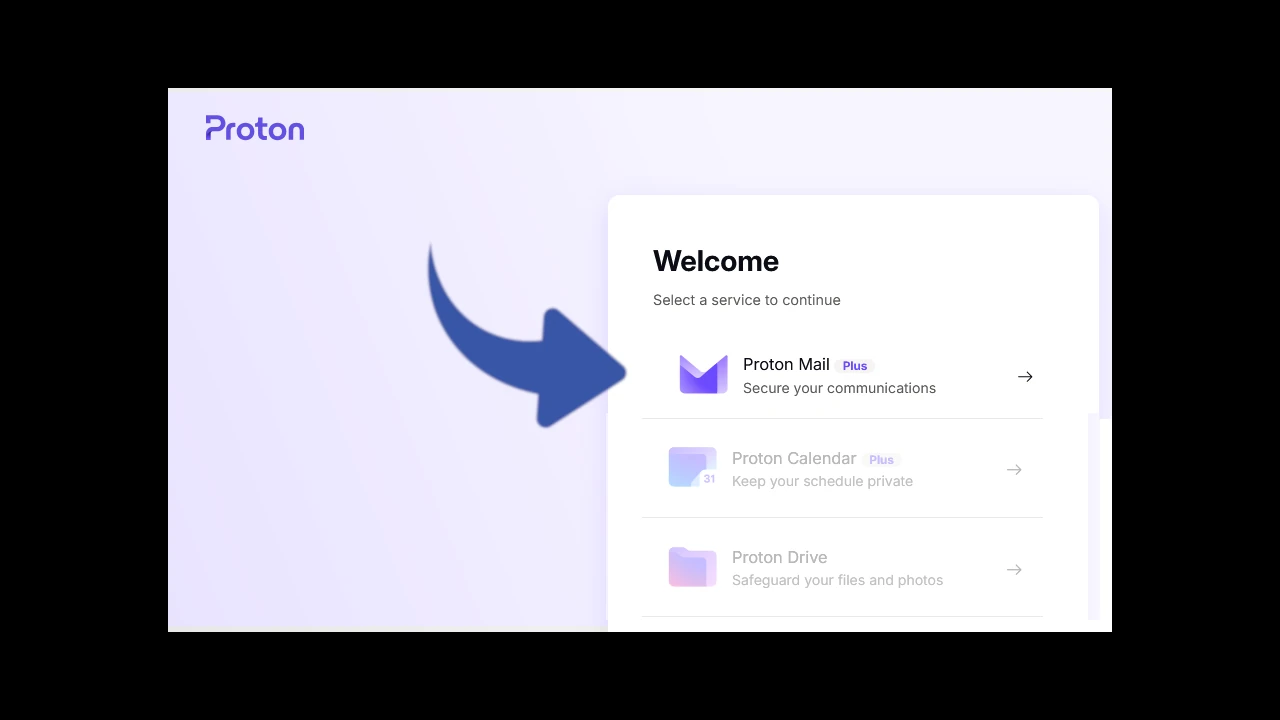 Proton
Welcome
Select a service to continue
Proton Mail Plus
Secure your communications
Proton Calendar Plus
31
Keep your schedule private
Proton Drive
Safeguard your files and photos